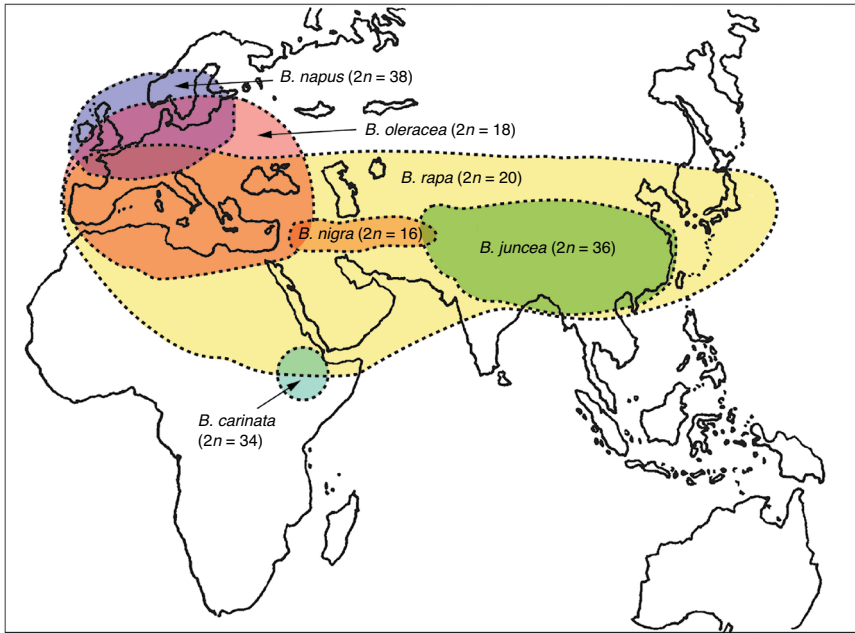 B. napus (2n = 38)
B. oleracea (2n = 18)
B. rapa (2n = 20)
B. nigra (2n = 16)
B. juncea (2n = 36)
B. carinata
(2n = 34)